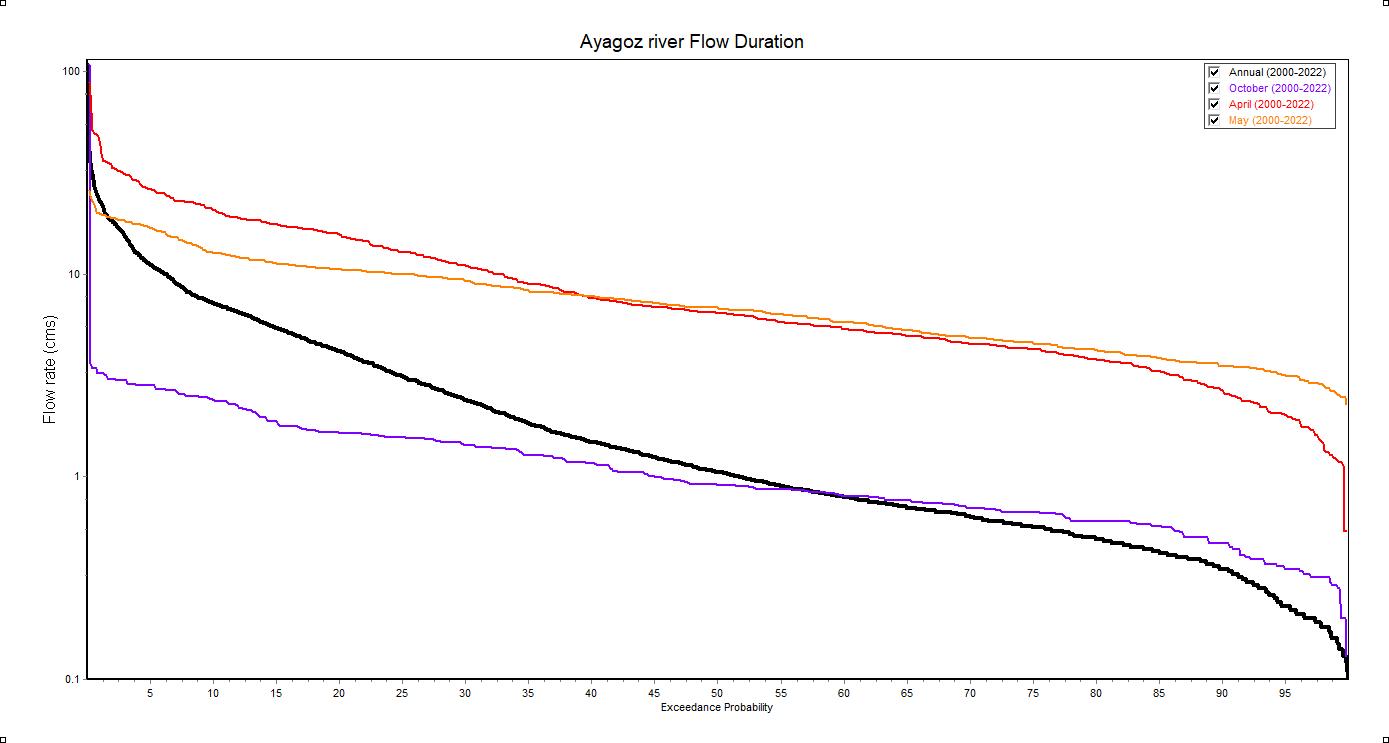 Ayagoz river Flow Duration
Annual (2000-2022)
October (2000-2022)
April (2000-2022)
May (2000-2022)
Flow rate (cms)
100
10
1
0.1
5 10 15 20 25 30 35 40 45 50 55 60 65 70 75 80 85 90 95
Exceedance Probability